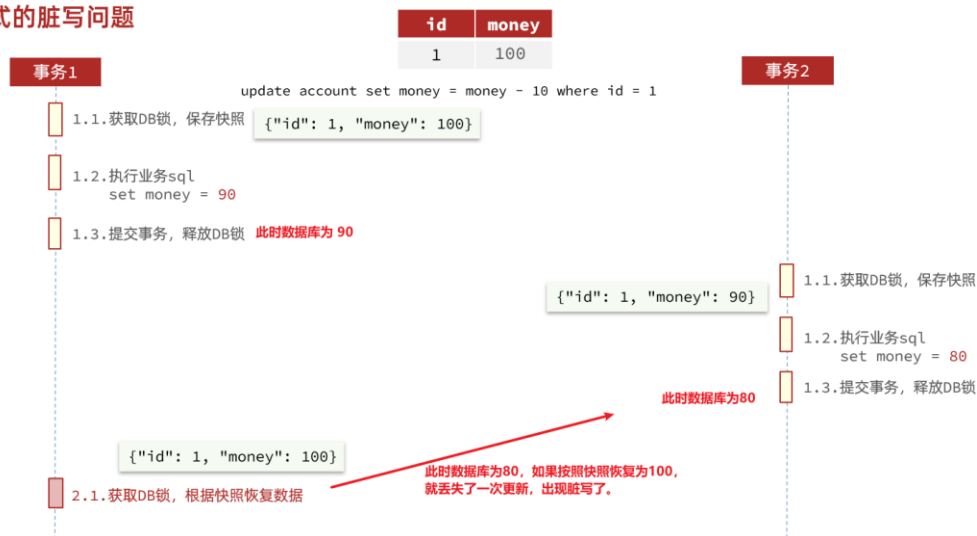 式的脏写问题
id money
1 100
事务1
事务2
update account set money = money - 10 where id = 1
1.1.获取DB锁，保存快照
{"id": 1, "money": 100}
1.2.执行业务sql
set money = 90
1.3.提交事务，释放DB锁
此时数据库为 90
1.1.获取DB锁，保存快照
{"id": 1, "money": 90}
1.2.执行业务sql
set money = 80
1.3.提交事务，释放DB锁
此时数据库为80
{"id": 1, "money": 100}
此时数据库为80，如果按照快照恢复为100，
就丢失了一次更新，出现脏写了。
2.1.获取DB锁，根据快照恢复数据